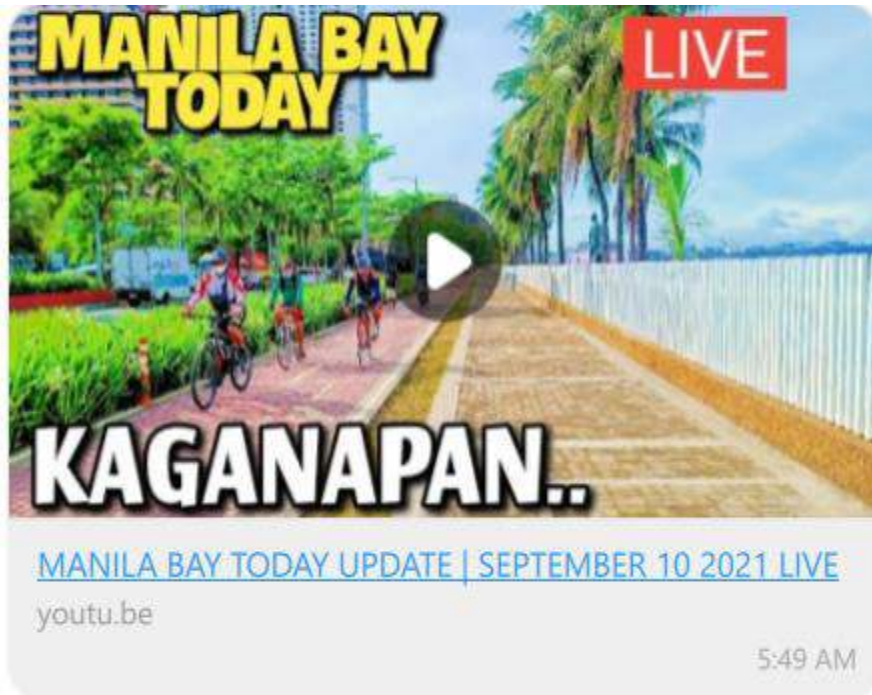 MANILA BAY
TODAY
LIVE
KAGANAPAN..
MANILA BAY TODAY UPDATE | SEPTEMBER 10 2021 LIVE
youtu.be
5:49 AM